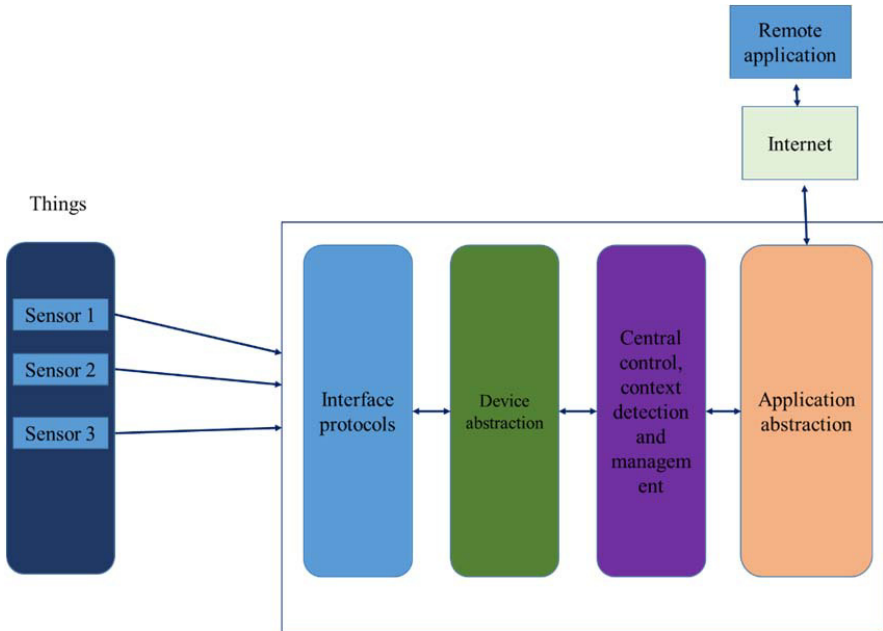 Remote
application
Internet
Things
Sensor 1
Sensor 2
Sensor 3
Interface
protocols
Device
abstraction
Central
control,
context
detection
and
managem
ent
Application
abstraction